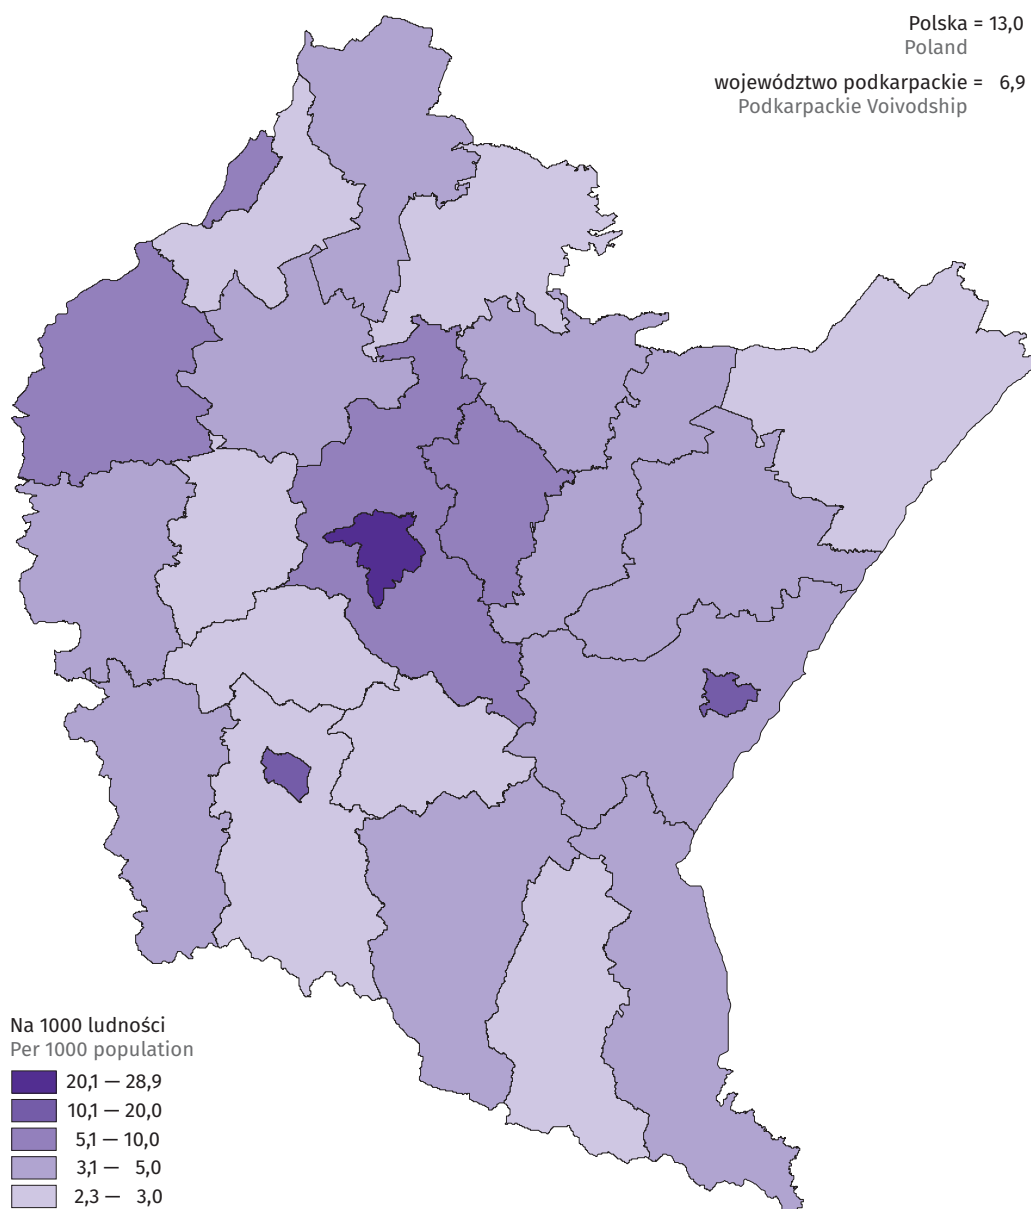 Polska = 13,0
Poland
województwo podkarpackie = 6,9
Podkarpackie Voivodship
Na 1000 ludności
Per 1000 population
20,1 — 28,9
10,1 — 20,0
5,1 — 10,0
3,1 — 5,0
2,3 — 3,0